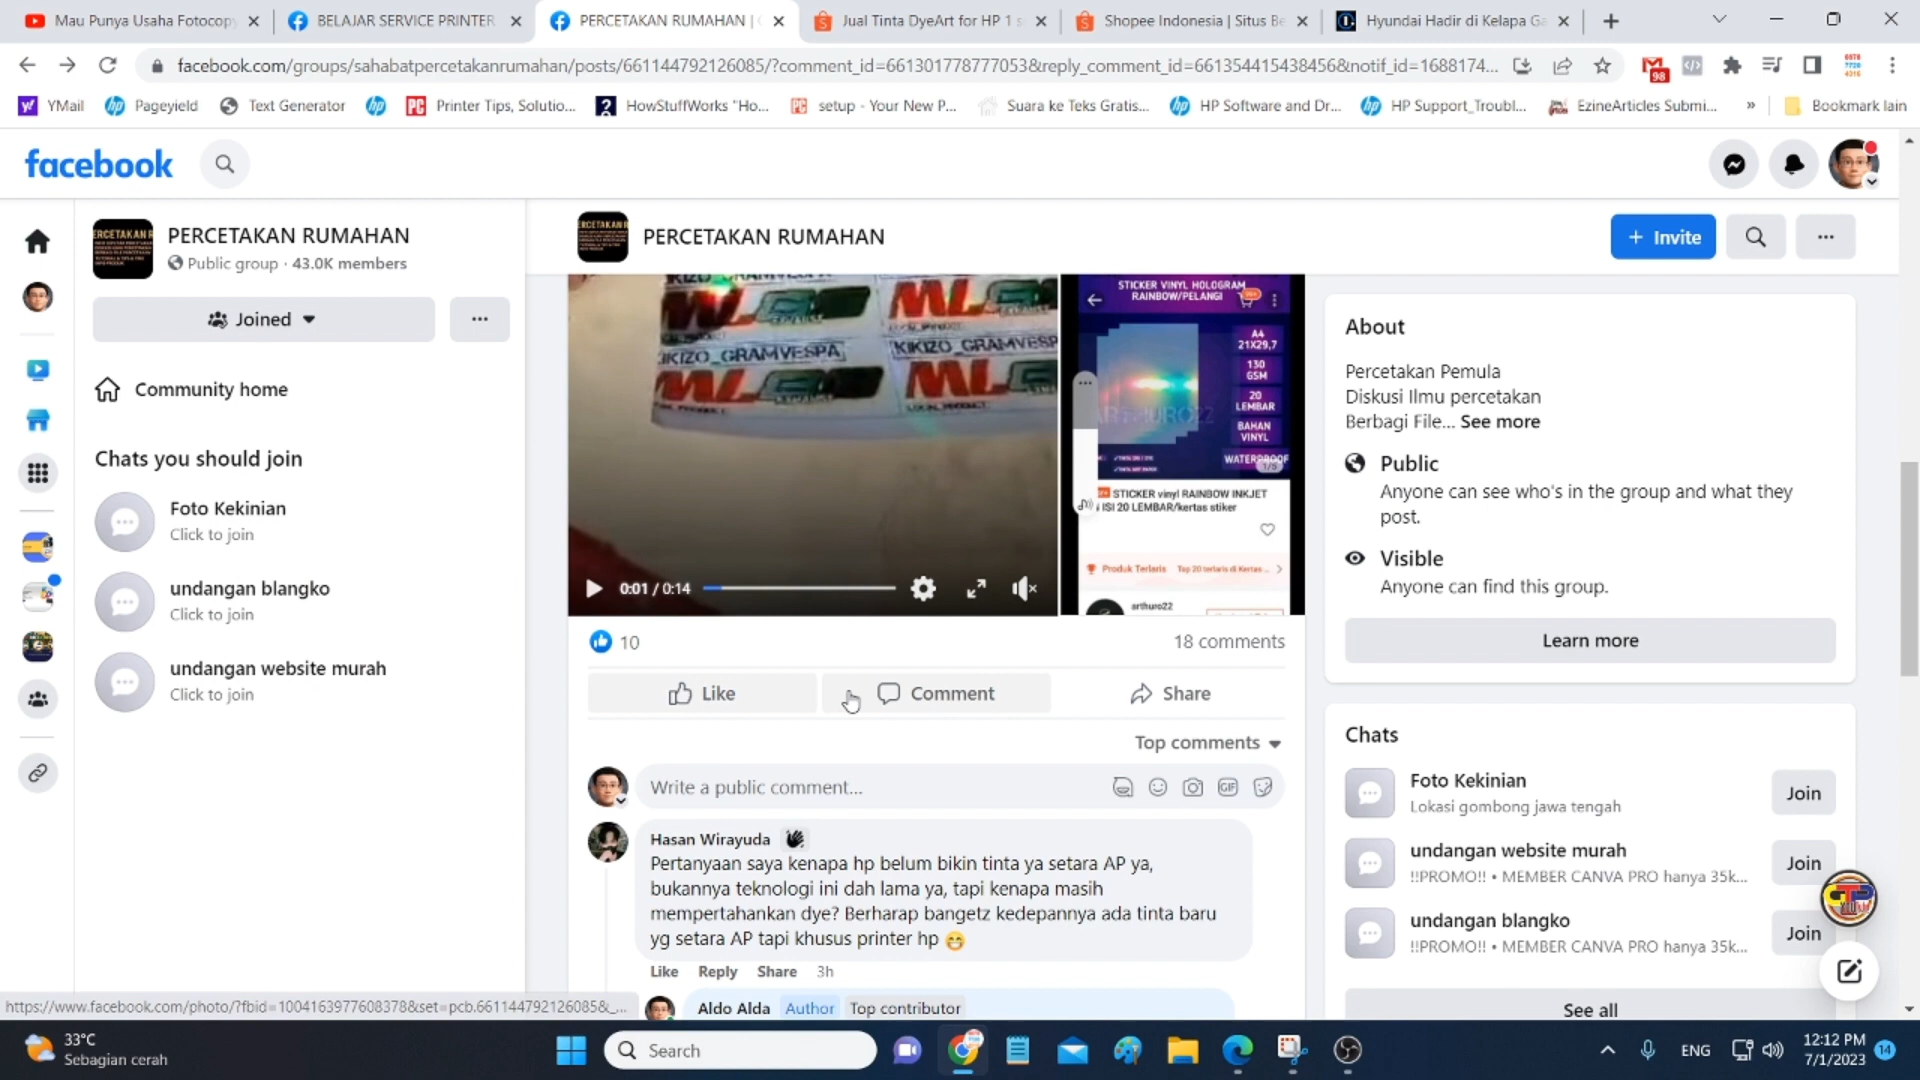 Mau Punya Usaha Fotocopy
BELAJAR SERVICE PRINTER
PERCETAKAN RUMAHAN |
Jual Tinta DyeArt for HP 1 s
Shopee Indonesia | Situs Be
Hyundai Hadir di Kelapa Ga
facebook.com/groups/sahabatpercetakanrumahan/posts/661144792126085/?comment_id=661301778777053&reply_comment_id=661354415438456&notif_id=1688174...
98
YMail
Pageyield
Text Generator
Printer Tips, Solutio...
HowStuffWorks "Ho...
setup - Your New P...
Suara ke Teks Gratis...
HP Software and Dr...
HP Support_Troubl...
EzineArticles Submi...
»
Bookmark lain
facebook
PERCETAKAN RUMAHAN
Public group · 43.0K members
Joined
Community home
Chats you should join
Foto Kekinian
Click to join
undangan blangko
Click to join
undangan website murah
Click to join
PERCETAKAN RUMAHAN
+ Invite
KIKIZO_GRAMVESPA
STICKER VINYL HOLOGRAM
RAINBOW/PELANGI
A4
21X29,7
130
GSM
20
LEMBAR
BAHAN
VINYL
WATERPROOF
1/5
STICKER vinyl RAINBOW INKJET
ISI 20 LEMBAR/kertas stiker
Produk Terlaris
Top 20 terlaris di Kertas ...
arthuro22
0:01 / 0:14
10
18 comments
Like
Comment
Share
Top comments
Write a public comment...
GIF
Hasan Wirayuda
Pertanyaan saya kenapa hp belum bikin tinta ya setara AP ya,
bukannya teknologi ini dah lama ya, tapi kenapa masih
mempertahankan dye? Berharap bangetz kedepannya ada tinta baru
yg setara AP tapi khusus printer hp 😁
Like Reply Share 3h
Aldo Alda Author Top contributor
About
Percetakan Pemula
Diskusi Ilmu percetakan
Berbagi File... See more
Public
Anyone can see who's in the group and what they
post.
Visible
Anyone can find this group.
Learn more
Chats
Foto Kekinian
Lokasi gombong jawa tengah
Join
undangan website murah
!!PROMO!! • MEMBER CANVA PRO hanya 35k...
Join
undangan blangko
!!PROMO!! • MEMBER CANVA PRO hanya 35k...
Join
See all
https://www.facebook.com/photo/?fbid=10041639776083788&set=pcb.661144792126085&_...
33°C
Sebagian cerah
Search
ENG
12:12 PM
7/1/2023
14